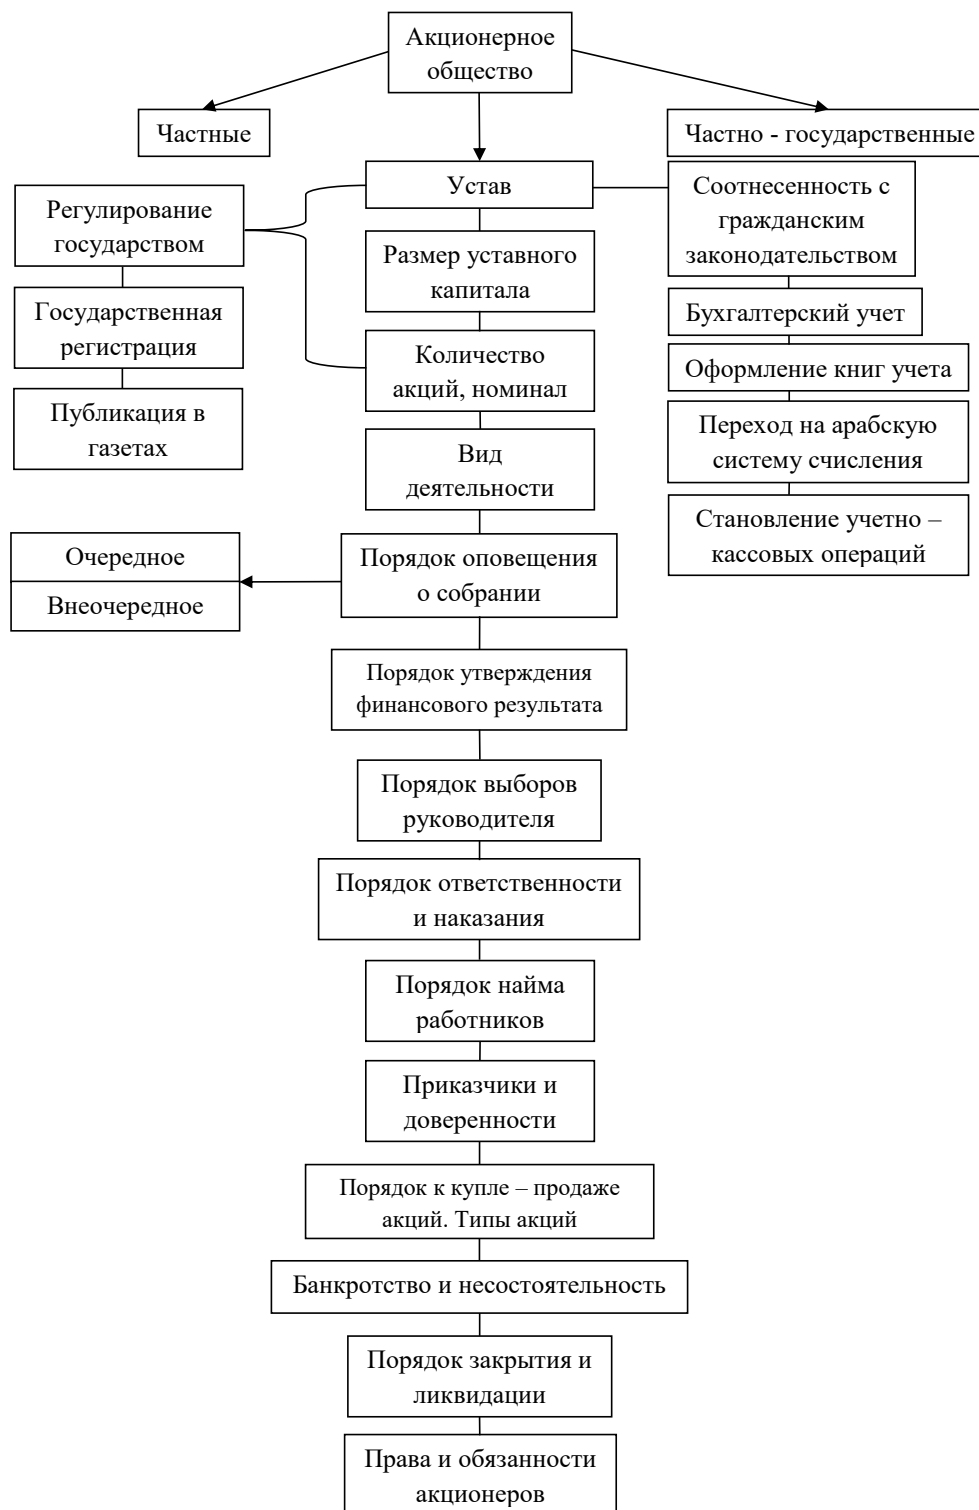 Акционерное
общество
Частные
Частно - государственные
Устав
Регулирование
государством
Соотнесенность с
гражданским
законодательством
Размер уставного
капитала
Государственная
регистрация
Бухгалтерский учет
Количество
акций, номинал
Оформление книг учета
Публикация в
газетах
Переход на арабскую
систему счисления
Вид
деятельности
Становление учетно –
кассовых операций
Очередное
Внеочередное
Порядок оповещения
о собрании
Порядок утверждения
финансового результата
Порядок выборов
руководителя
Порядок ответственности
и наказания
Порядок найма
работников
Приказчики и
доверенности
Порядок к купле – продаже
акций. Типы акций
Банкротство и несостоятельность
Порядок закрытия и
ликвидации
Права и обязанности
акционеров